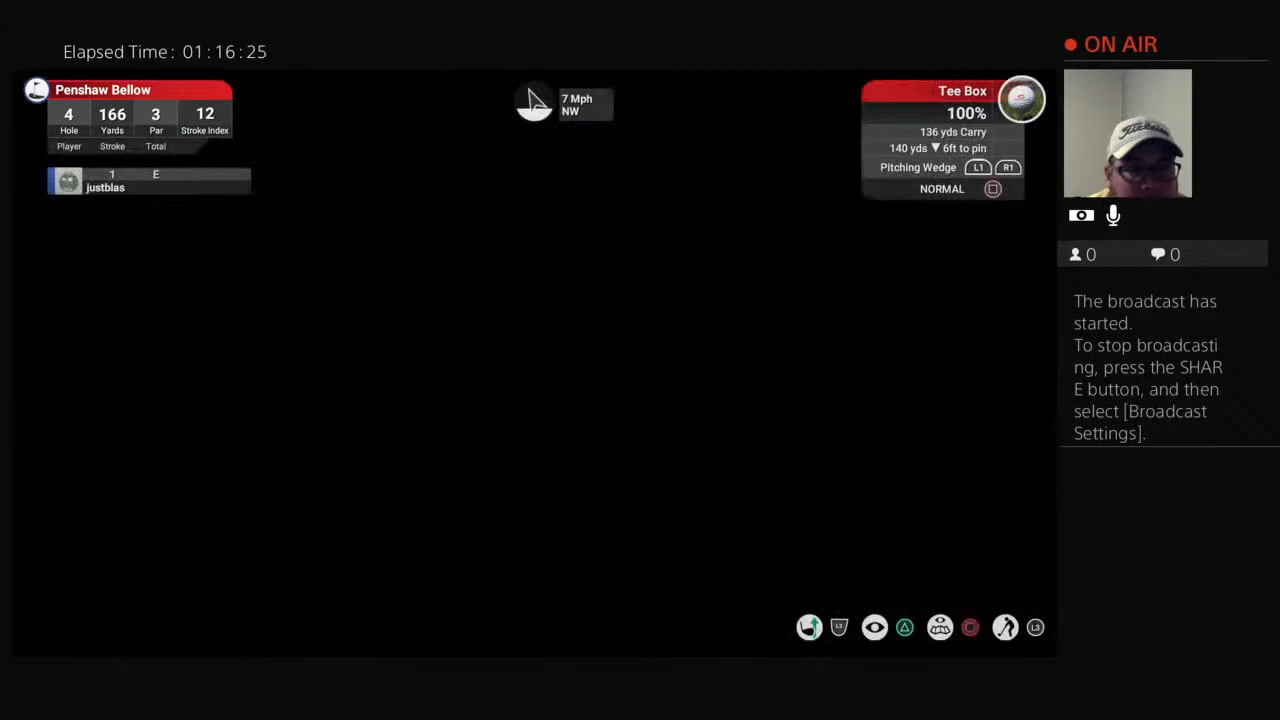 Elapsed Time: 01:16:25
ON AIR
Penshaw Bellow
4 166 3 12
Hole Yards Par Stroke Index
Player Stroke Total
1 E
justblas
7 Mph
NW
Tee Box
100%
136 yds Carry
140 yds ▼ 6ft to pin
Pitching Wedge L1 R1
NORMAL
0 0
The broadcast has
started.
To stop broadcasti
ng, press the SHAR
E button, and then
select [Broadcast
Settings].
L3